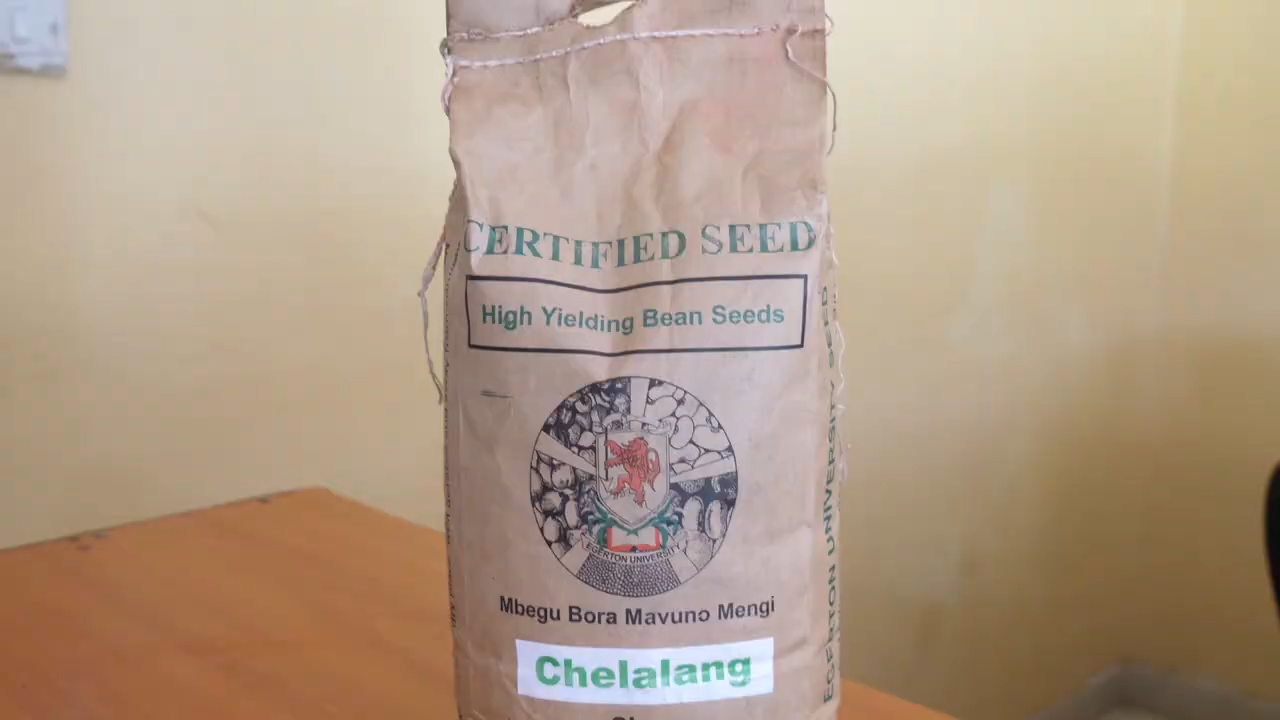 CERTIFIED SEED
High Yielding Bean Seeds
EGERTON UNIVERSITY
Mbegu Bora Mavuno Mengi
Chelalang
EGERTON UNIVERSITY SEED